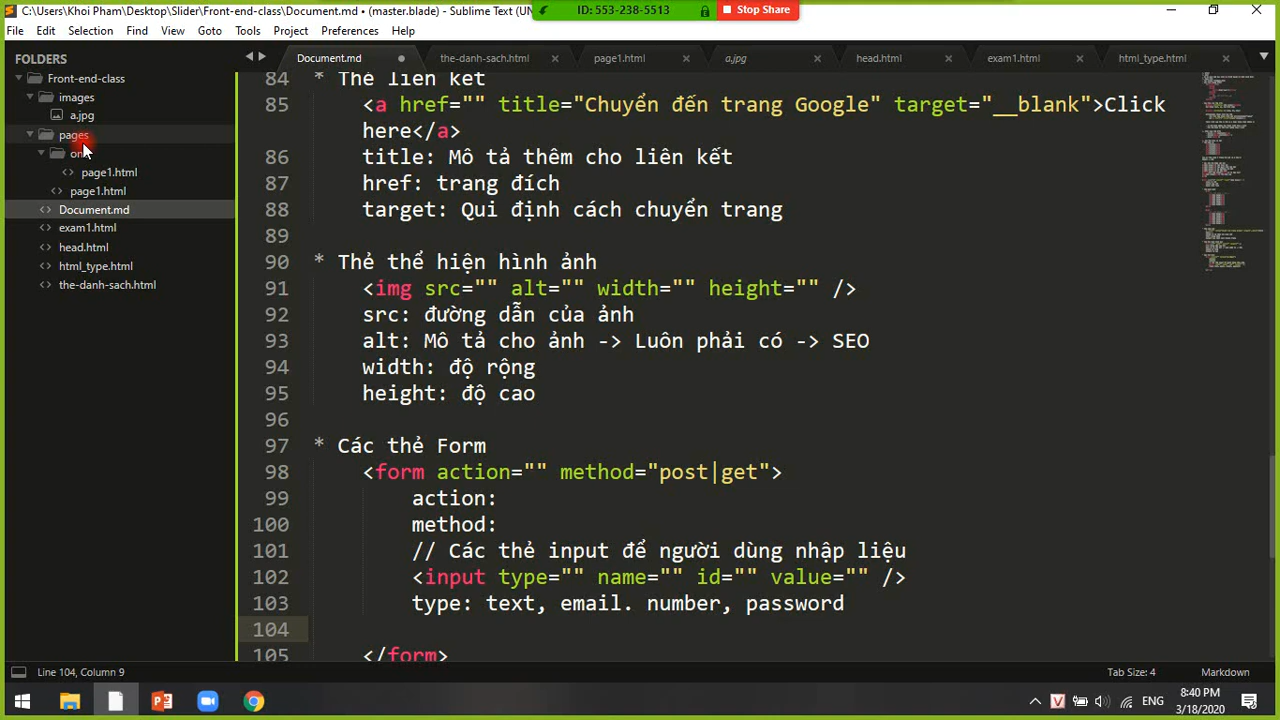 C:\Users\Khoi Pham\Desktop\Slider\Front-end-class\Document.md • (master.blade) - Sublime Text (UN
ID: 553-238-5513
Stop Share
File Edit Selection Find View Goto Tools Project Preferences Help
FOLDERS
Front-end-class
images
a.jpg
pages
page1.html
page1.html
Document.md
exam1.html
head.html
html_type.html
the-danh-sach.html
Document.md the-danh-sach.html page1.html a.jpg head.html exam1.html html_type.html
84 * Thẻ liên kết
85 <a href="" title="Chuyển đến trang Google" target="__blank">Click
here</a>
86 title: Mô tả thêm cho liên kết
87 href: trang đích
88 target: Qui định cách chuyển trang
89
90 * Thẻ thể hiện hình ảnh
91 <img src="" alt="" width="" height="" />
92 src: đường dẫn của ảnh
93 alt: Mô tả cho ảnh -> Luôn phải có -> SEO
94 width: độ rộng
95 height: độ cao
96
97 * Các thẻ Form
98 <form action="" method="post|get">
99 action:
100 method:
101 // Các thẻ input để người dùng nhập liệu
102 <input type="" name="" id="" value="" />
103 type: text, email. number, password
104
105 </form>
Line 104, Column 9
Tab Size: 4
Markdown
ENG
8:40 PM
3/18/2020